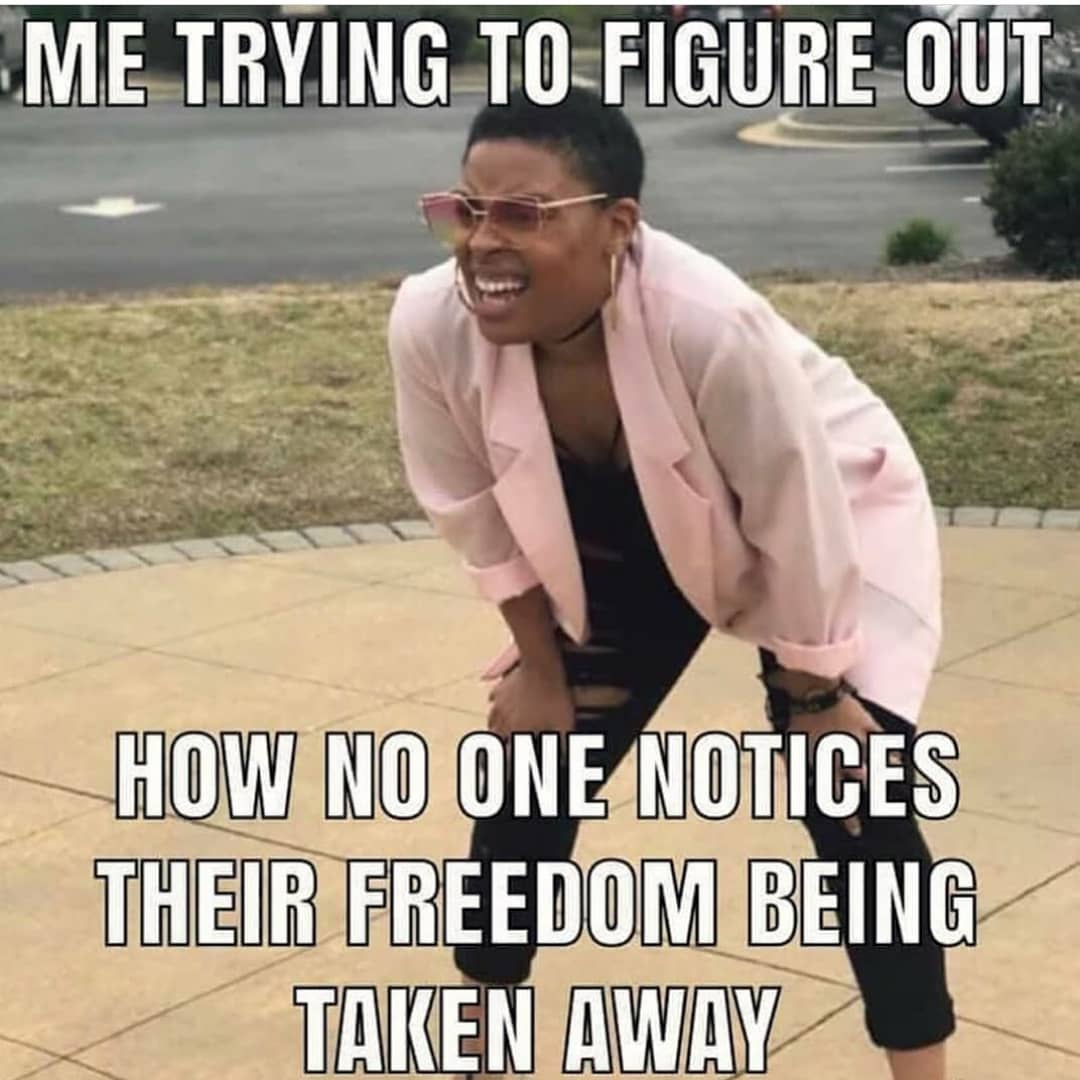 ME TRYING TO FIGURE OUT
HOW NO ONE NOTICES
THEIR FREEDOM BEING
TAKEN AWAY